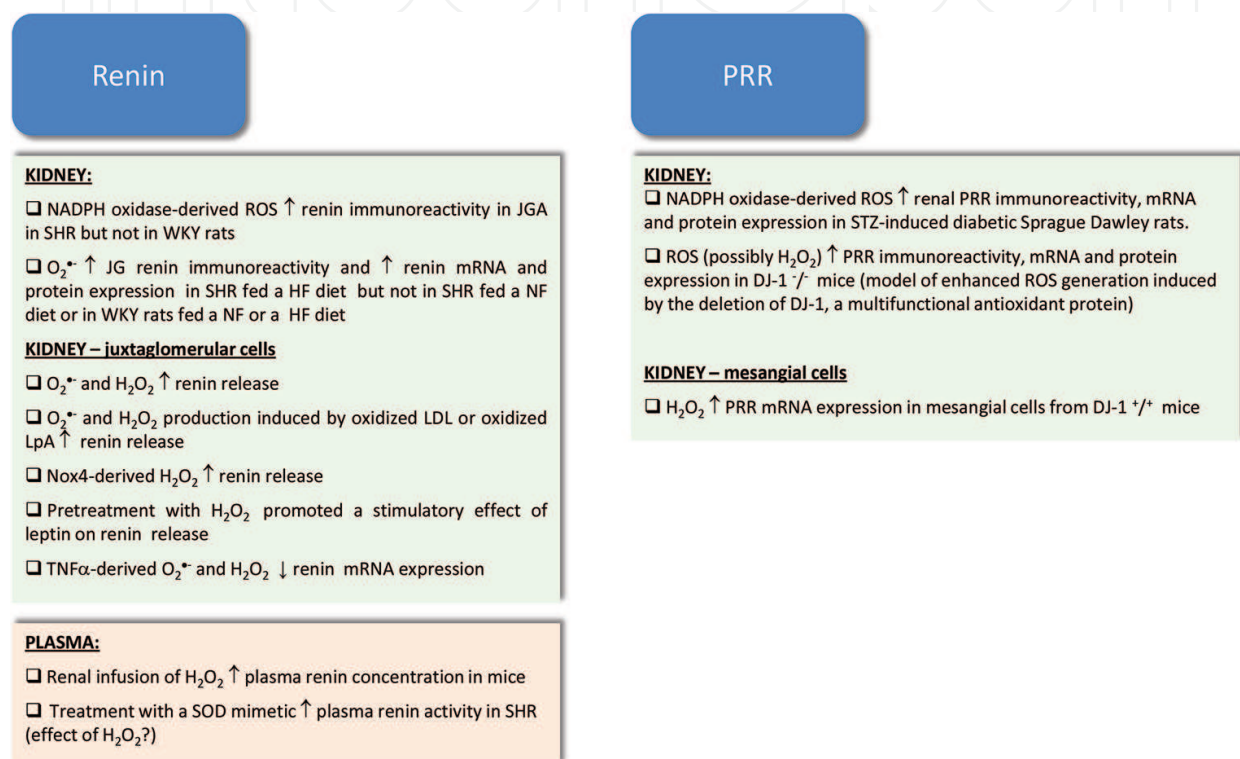 Renin
KIDNEY:
❑ NADPH oxidase-derived ROS ↑ renin immunoreactivity in JGA
in SHR but not in WKY rats
❑ O₂•- ↑ JG renin immunoreactivity and ↑ renin mRNA and
protein expression in SHR fed a HF diet but not in SHR fed a NF
diet or in WKY rats fed a NF or a HF diet
KIDNEY – juxtaglomerular cells
❑ O₂•- and H₂O₂ ↑ renin release
❑ O₂•- and H₂O₂ production induced by oxidized LDL or oxidized
LpA ↑ renin release
❑ Nox4-derived H₂O₂ ↑ renin release
❑ Pretreatment with H₂O₂ promoted a stimulatory effect of
leptin on renin release
❑ TNFα-derived O₂•- and H₂O₂ ↓ renin mRNA expression
PLASMA:
❑ Renal infusion of H₂O₂ ↑ plasma renin concentration in mice
❑ Treatment with a SOD mimetic ↑ plasma renin activity in SHR
(effect of H₂O₂?)
PRR
KIDNEY:
❑ NADPH oxidase-derived ROS ↑ renal PRR immunoreactivity, mRNA
and protein expression in STZ-induced diabetic Sprague Dawley rats.
❑ ROS (possibly H₂O₂) ↑ PRR immunoreactivity, mRNA and protein
expression in DJ-1 -/- mice (model of enhanced ROS generation induced
by the deletion of DJ-1, a multifunctional antioxidant protein)
KIDNEY – mesangial cells
❑ H₂O₂ ↑ PRR mRNA expression in mesangial cells from DJ-1 +/+ mice